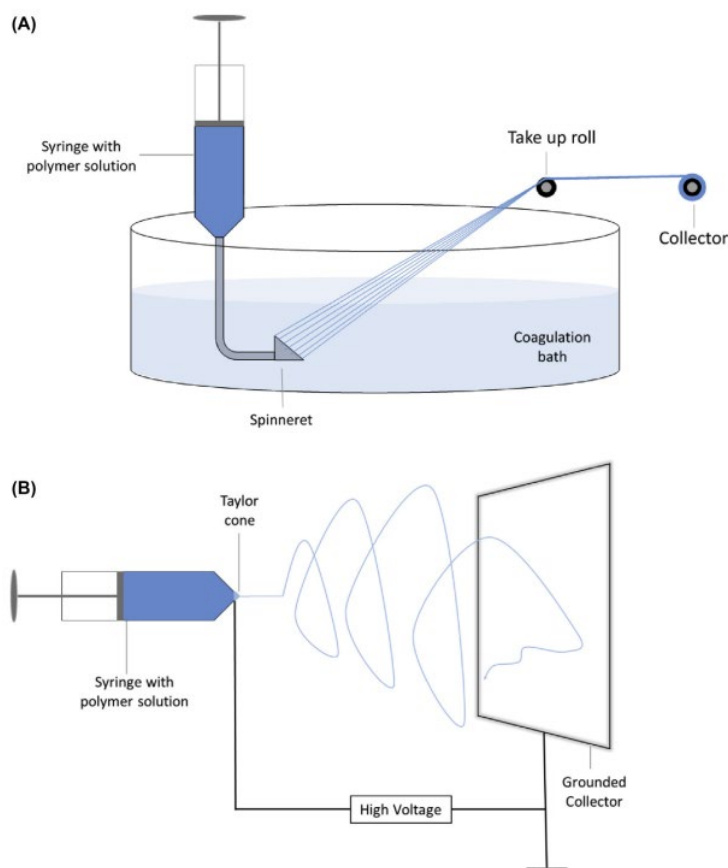 (A)
Syringe with
polymer solution
Take up roll
Collector
Coagulation
bath
Spinneret
(B)
Taylor
cone
Syringe with
polymer solution
Grounded
Collector
High Voltage